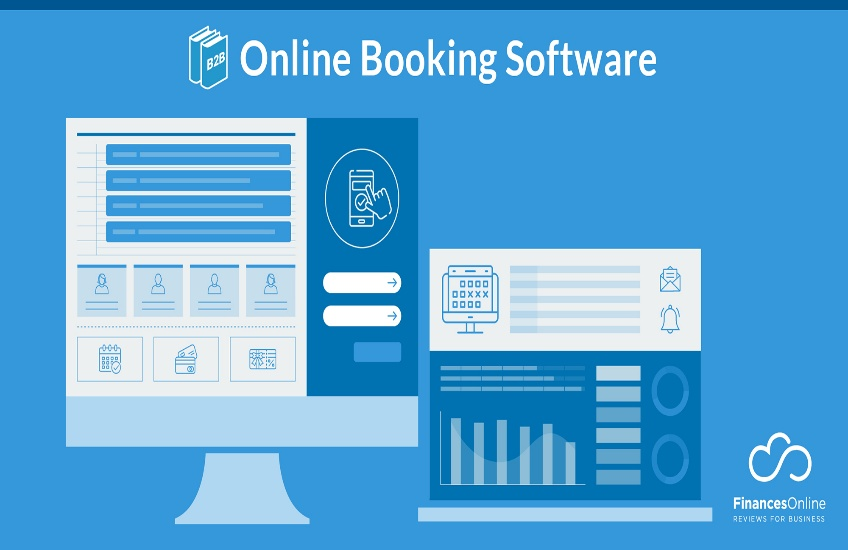 B2B
Online Booking Software
FinancesOnline
REVIEWS FOR BUSINESS